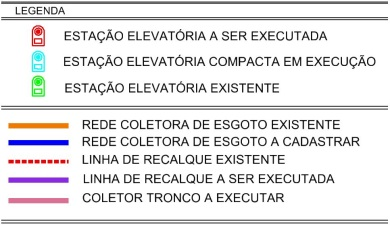 LEGENDA
ESTAÇÃO ELEVATÓRIA A SER EXECUTADA
ESTAÇÃO ELEVATÓRIA COMPACTA EM EXECUÇÃO
ESTAÇÃO ELEVATÓRIA EXISTENTE
REDE COLETORA DE ESGOTO EXISTENTE
REDE COLETORA DE ESGOTO A CADASTRAR
LINHA DE RECALQUE EXISTENTE
LINHA DE RECALQUE A SER EXECUTADA
COLETOR TRONCO A EXECUTAR